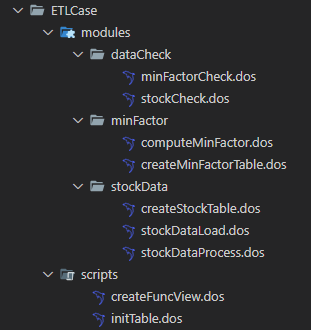 ETLCase
modules
dataCheck
minFactorCheck.dos
stockCheck.dos
minFactor
computeMinFactor.dos
createMinFactorTable.dos
stockData
createStockTable.dos
stockDataLoad.dos
stockDataProcess.dos
scripts
createFuncView.dos
initTable.dos